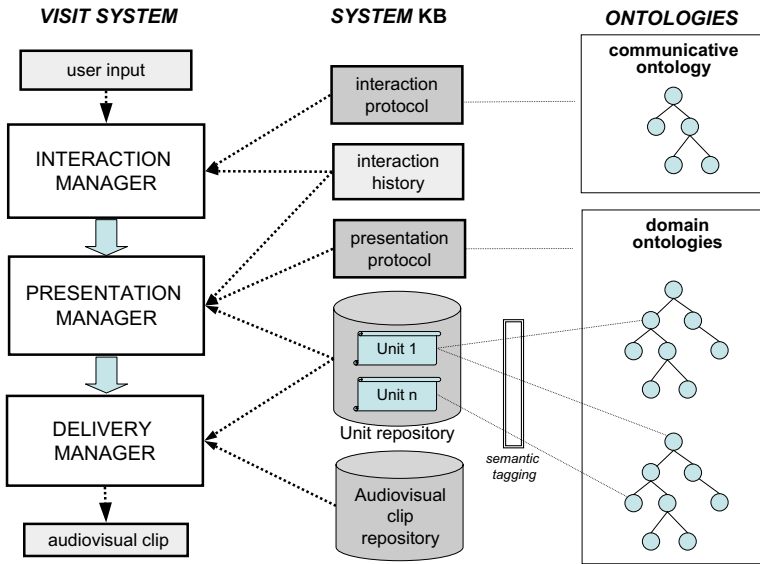 VISIT SYSTEM
SYSTEM KB
ONTOLOGIES
user input
INTERACTION
MANAGER
PRESENTATION
MANAGER
DELIVERY
MANAGER
audiovisual clip
interaction
protocol
interaction
history
presentation
protocol
Unit 1
Unit n
Unit repository
Audiovisual
clip
repository
semantic
tagging
communicative
ontology
domain
ontologies